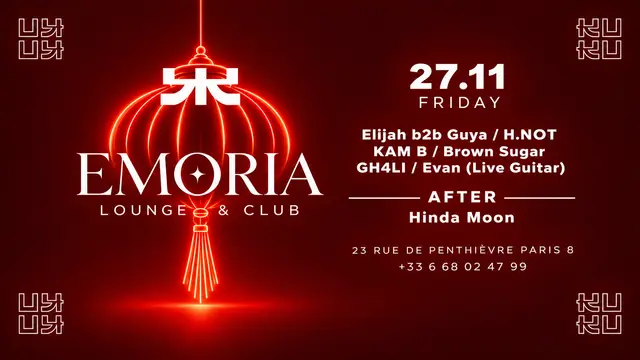 EMORIA
LOUNGE & CLUB
27.11
FRIDAY
Elijah b2b Guya / H.NOT
KAM B / Brown Sugar
GH4LI / Evan (Live Guitar)
AFTER
Hinda Moon
23 RUE DE PENTHIÈVRE PARIS 8
+33 6 68 02 47 99